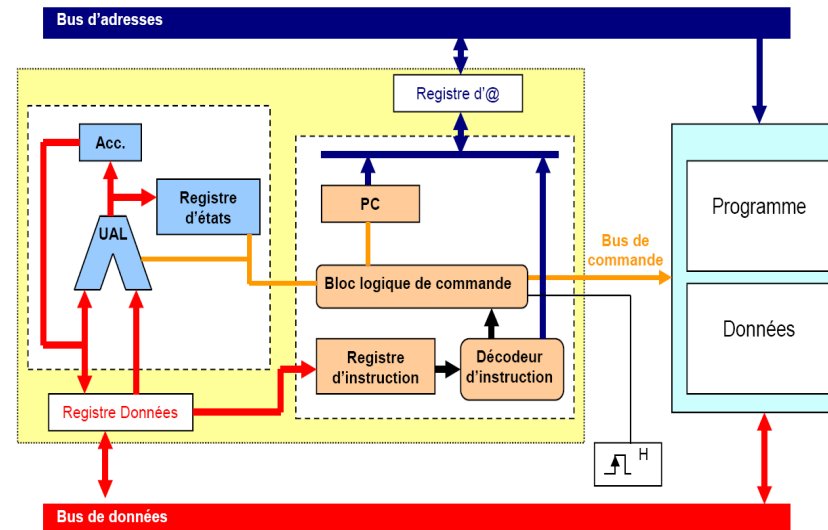 Bus d'adresses
Registre d'@
Acc.
Registre
d'états
UAL
PC
Programme
Bus de
commande
Bloc logique de commande
Données
Registre
d'instruction
Décodeur
d'instruction
Registre Données
H
Bus de données